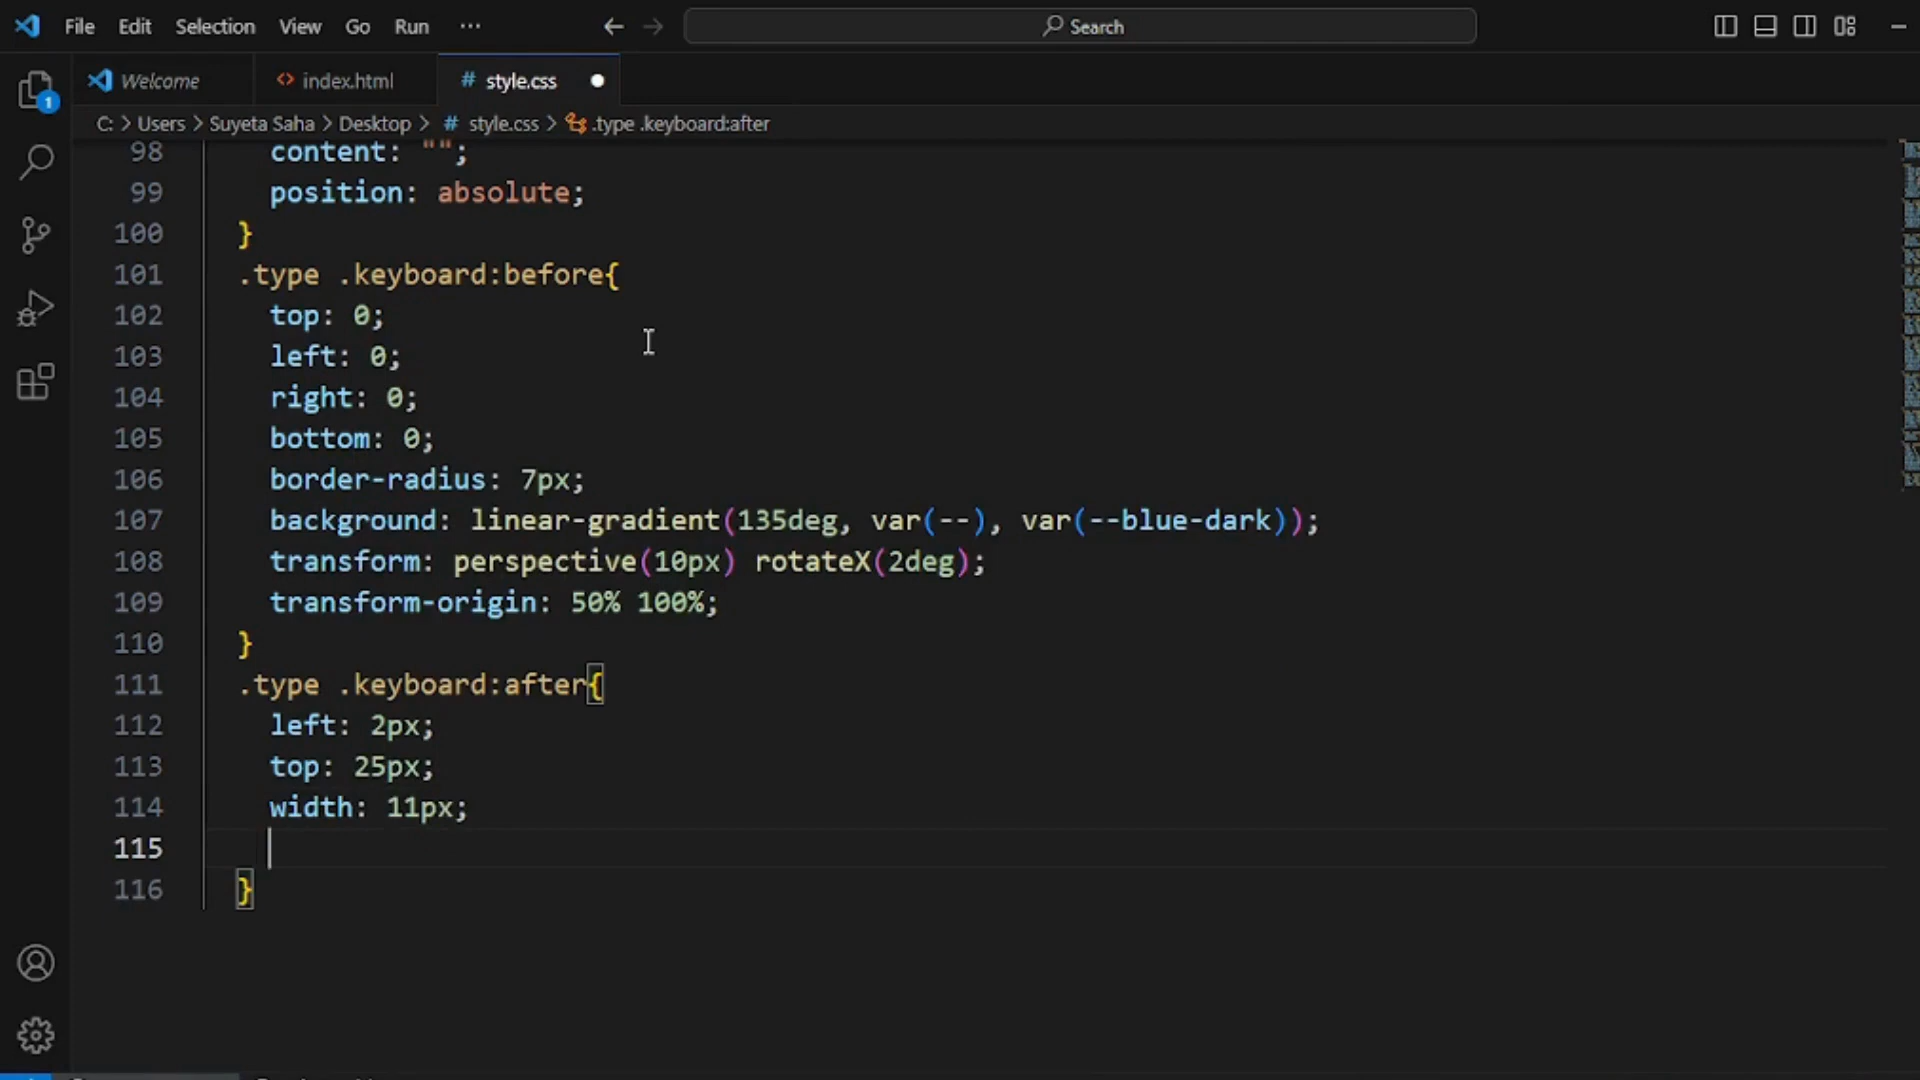 File Edit Selection View Go Run ··· Search
Welcome index.html # style.css
C: > Users > Suyeta Saha > Desktop > # style.css > .type .keyboard:after
98 content: "";
99 position: absolute;
100 }
101 .type .keyboard:before{
102 top: 0;
103 left: 0;
104 right: 0;
105 bottom: 0;
106 border-radius: 7px;
107 background: linear-gradient(135deg, var(--), var(--blue-dark));
108 transform: perspective(10px) rotateX(2deg);
109 transform-origin: 50% 100%;
110 }
111 .type .keyboard:after{
112 left: 2px;
113 top: 25px;
114 width: 11px;
115
116 }
1